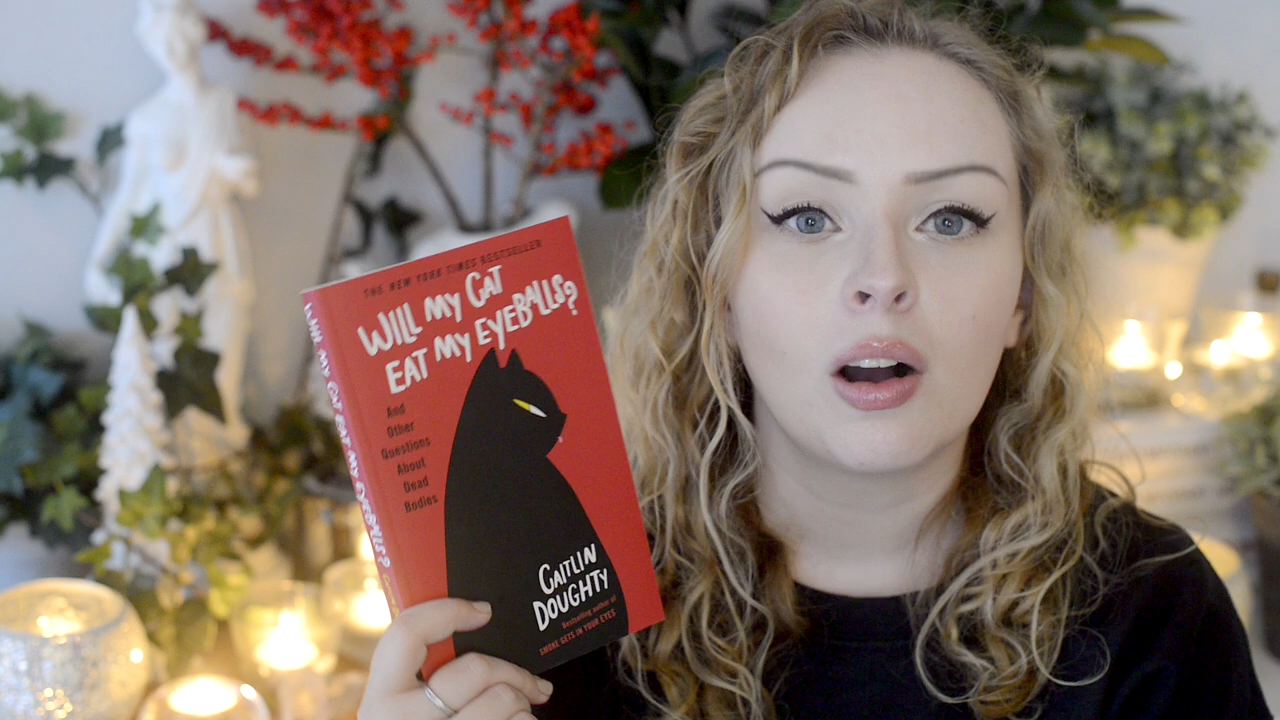 THE NEW YORK TIMES BESTSELLER
WILL MY CAT
EAT MY EYEBALLS?
And
Other
Questions
About
Dead
Bodies
CAITLIN
DOUGHTY
Bestselling author of
SMOKE GETS IN YOUR EYES
WILL MY CAT EAT MY EYEBALLS?